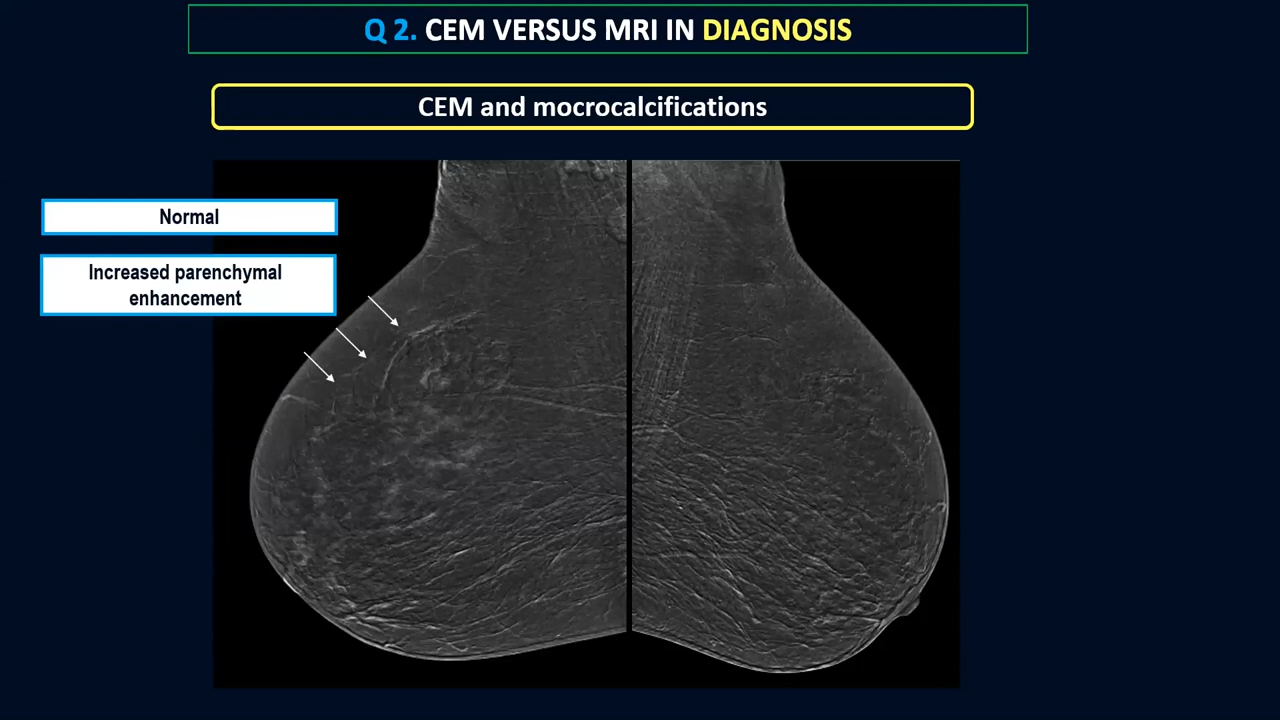 Q 2. CEM VERSUS MRI IN DIAGNOSIS
CEM and mocrocalcifications
Normal
Increased parenchymal
enhancement